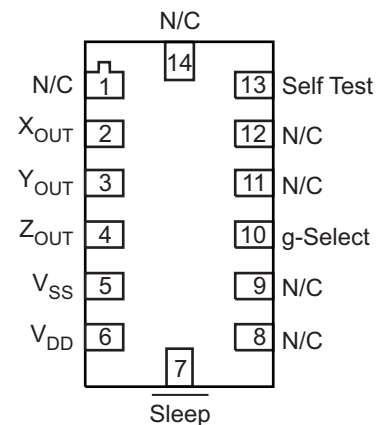 N/C
14
N/C 1 13 Self Test
XOUT 2 12 N/C
YOUT 3 11 N/C
ZOUT 4 10 g-Select
VSS 5 9 N/C
VDD 6 8 N/C
7
Sleep